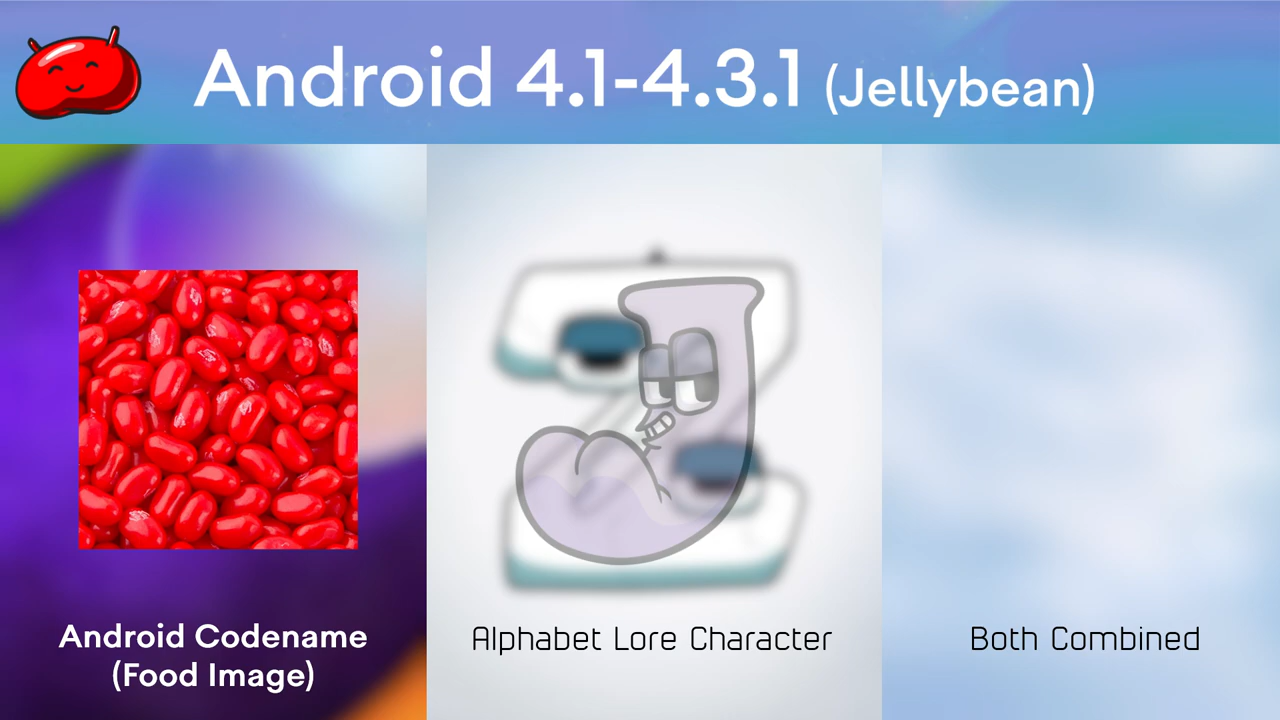 Android 4.1-4.3.1 (Jellybean)
Android Codename
(Food Image)
Alphabet Lore Character
Both Combined